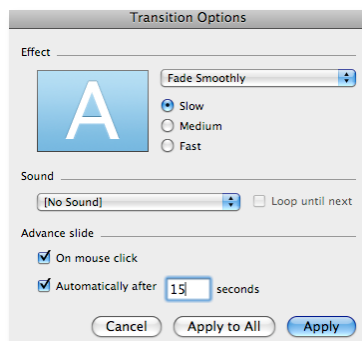 Transition Options
Effect
A
Fade Smoothly
Slow
Medium
Fast
Sound
[No Sound]
Loop until next
Advance slide
On mouse click
Automatically after 15 seconds
Cancel Apply to All Apply